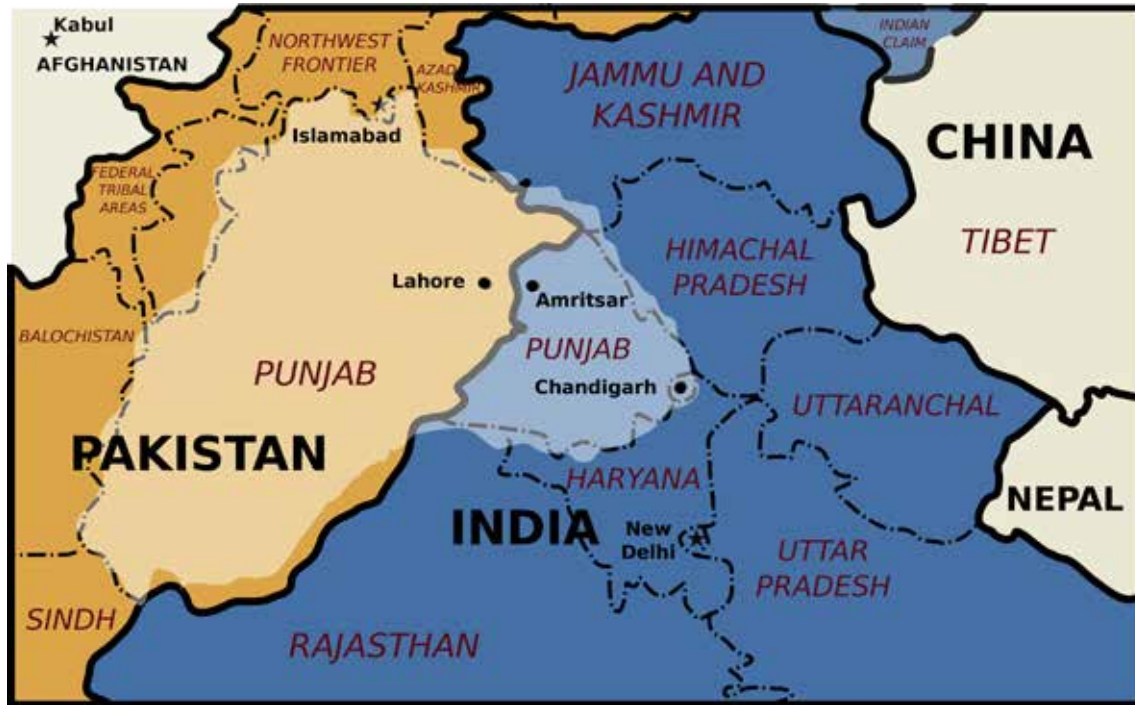 Kabul
AFGHANISTAN
NORTHWEST
FRONTIER
AZAD
KASHMIR
JAMMU AND
KASHMIR
INDIAN
CLAIM
CHINA
TIBET
Islamabad
FEDERAL
TRIBAL
AREAS
HIMACHAL
PRADESH
Lahore
Amritsar
BALOCHISTAN
PUNJAB
PUNJAB
Chandigarh
UTTARANCHAL
PAKISTAN
HARYANA
NEPAL
INDIA
New
Delhi
UTTAR
PRADESH
SINDH
RAJASTHAN